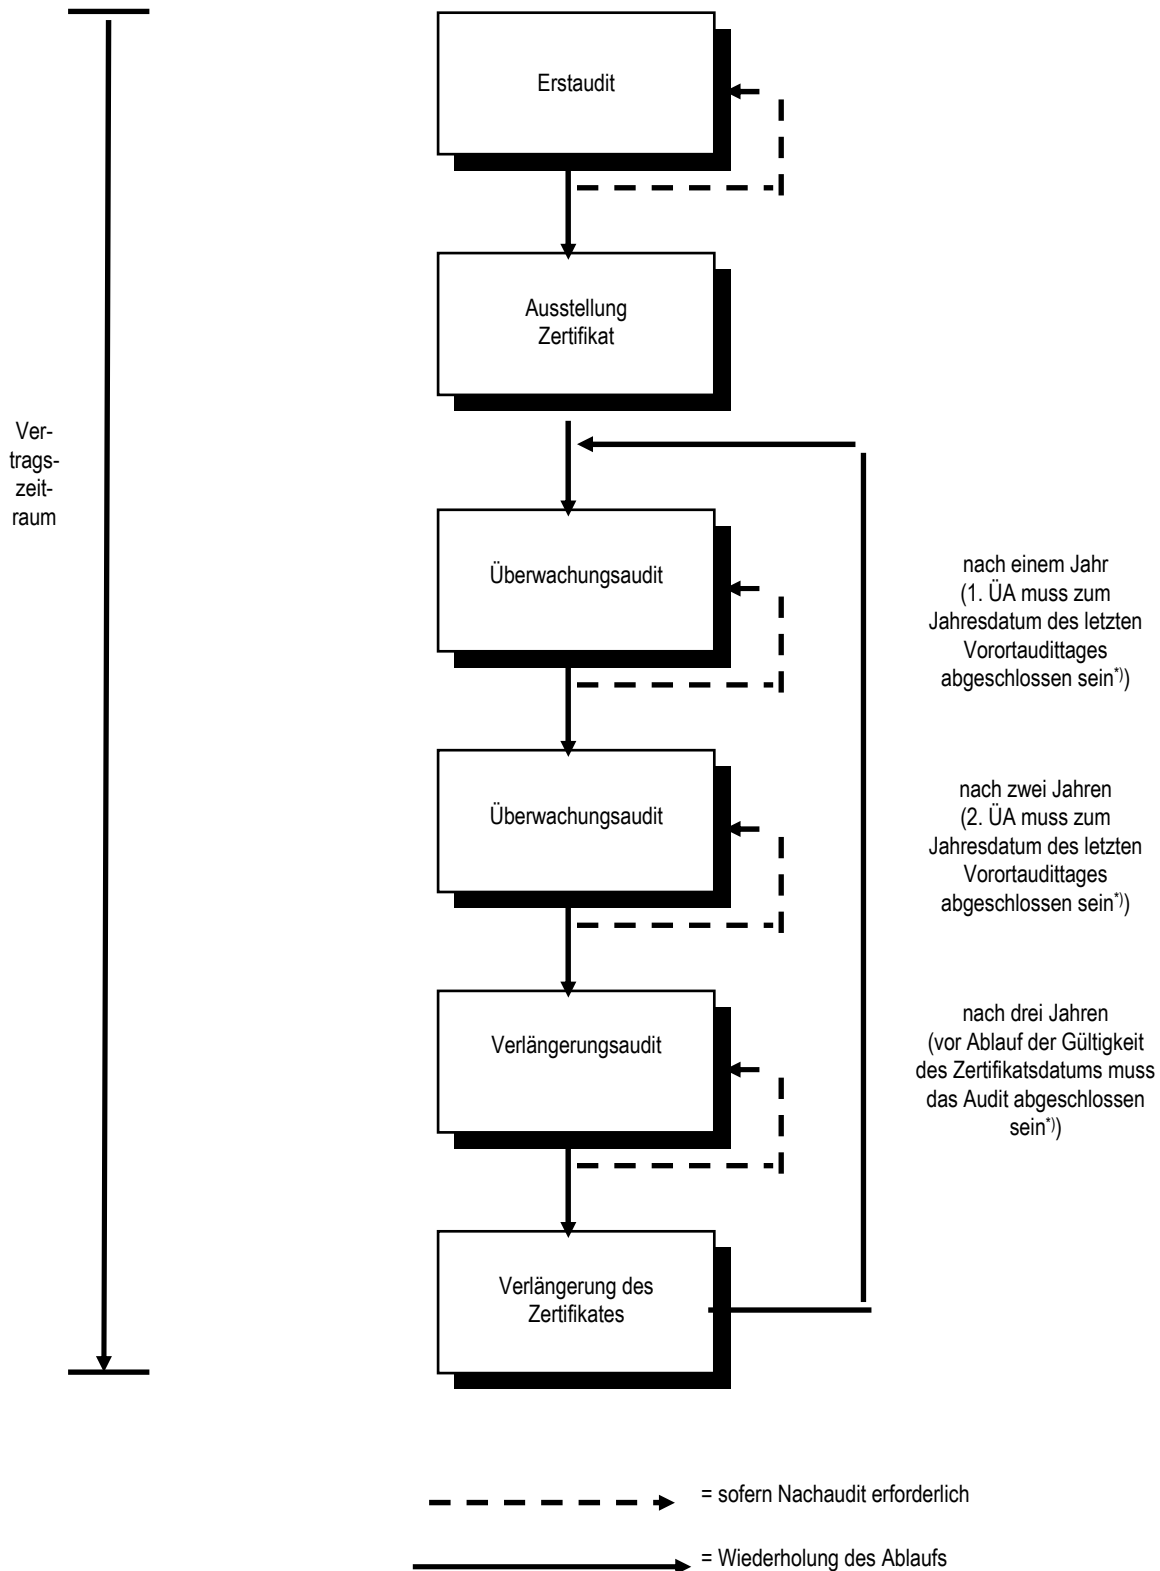 Erstaudit
Ausstellung
Zertifikat
Ver-
trags-
zeit-
raum
Überwachungsaudit
nach einem Jahr
(1. ÜA muss zum
Jahresdatum des letzten
Vorortaudittages
abgeschlossen sein*))
Überwachungsaudit
nach zwei Jahren
(2. ÜA muss zum
Jahresdatum des letzten
Vorortaudittages
abgeschlossen sein*))
Verlängerungsaudit
nach drei Jahren
(vor Ablauf der Gültigkeit
des Zertifikatsdatums muss
das Audit abgeschlossen
sein*))
Verlängerung des
Zertifikates
= sofern Nachaudit erforderlich
= Wiederholung des Ablaufs